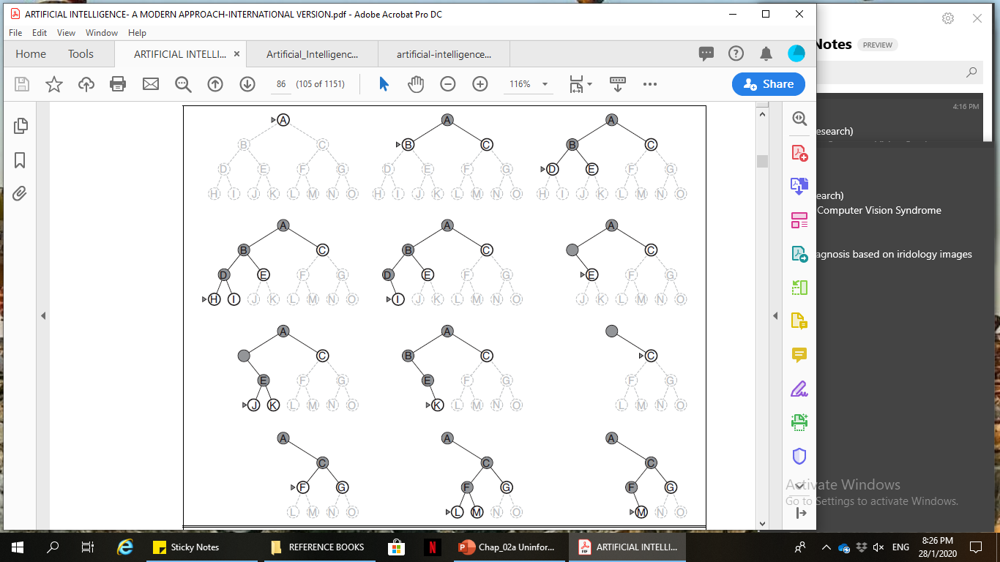 ARTIFICIAL INTELLIGENCE- A MODERN APPROACH-INTERNATIONAL VERSION.pdf - Adobe Acrobat Pro DC
File Edit View Window Help
Home Tools ARTIFICIAL INTELLI... × Artificial_Intelligenc... artificial-intelligence...
86 (105 of 1151) 116% Share
Notes PREVIEW
4:16 PM
esearch)
earch)
Computer Vision Syndrome
agnosis based on iridology images
A A A
B C B C B C
D E F G D E F G D E F G
H I J K L M N O H I J K L M N O H I J K L M N O
A A A
B C B C C
D E F G D E F G E F G
H I J K L M N O I J K L M N O J K L M N O
A A
C B C C
E F G E F G F G
J K L M N O K L M N O L M N O
A A A
C C C
F G F G F G
L M N O L M N O M N O
Activate Windows
Go to Settings to activate Windows.
Sticky Notes REFERENCE BOOKS N Chap_02a Uninfor... ARTIFICIAL INTELLI... ENG 8:26 PM
28/1/2020